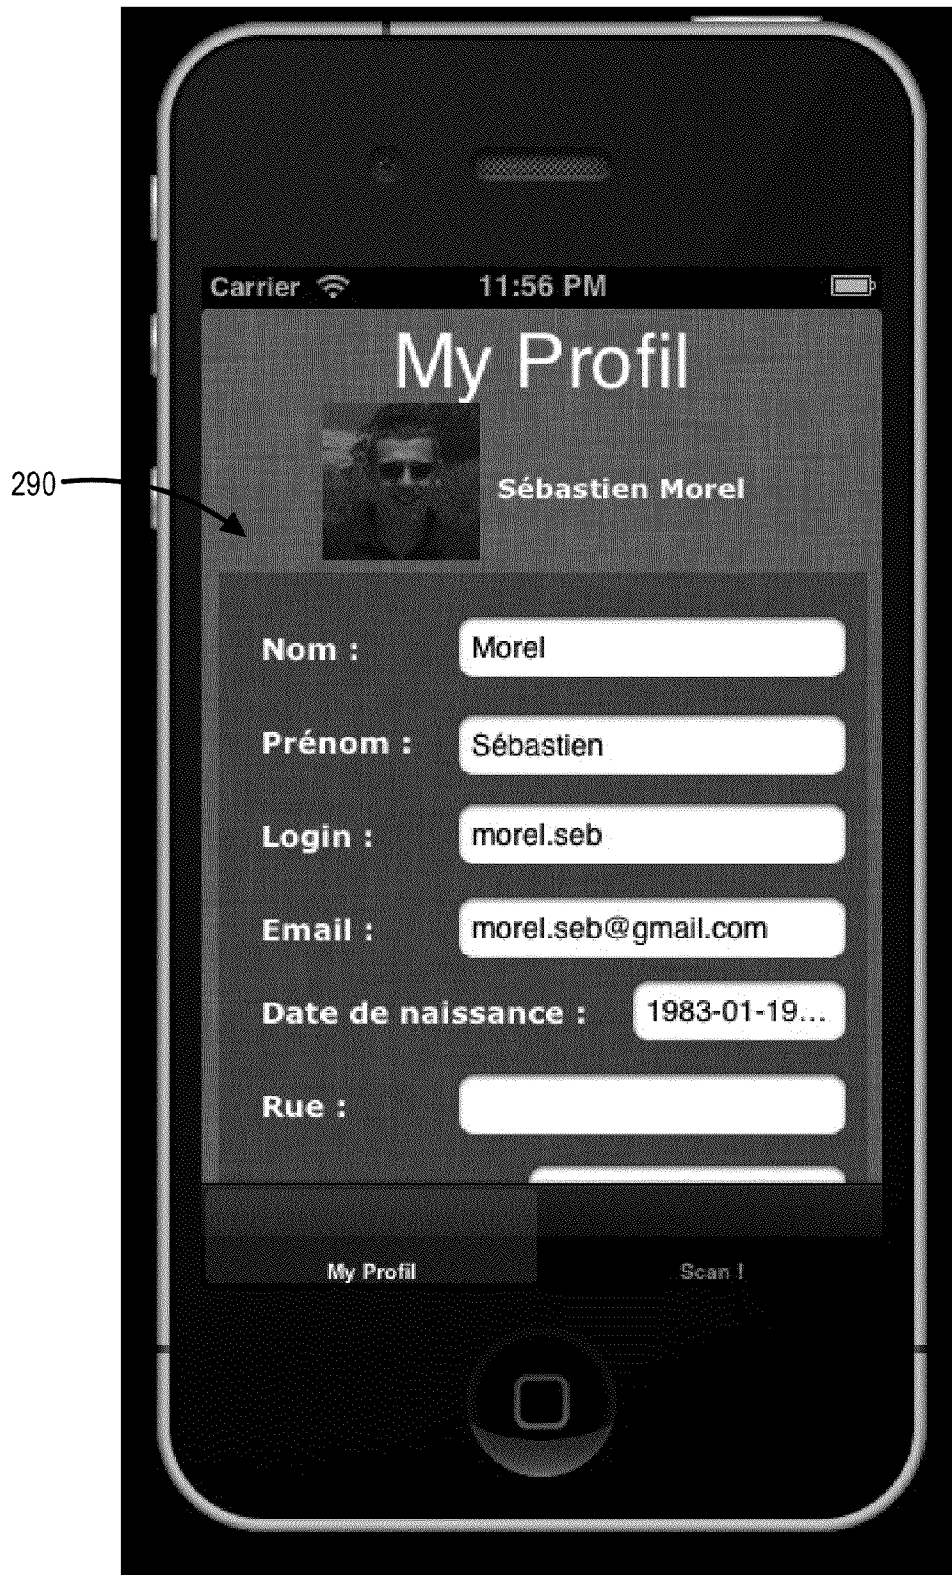 Carrier 11:56 PM
My Profil
290
Sébastien Morel
Nom : Morel
Prénom : Sébastien
Login : morel.seb
Email : morel.seb@gmail.com
Date de naissance : 1983-01-19...
Rue :
My Profil Scan !